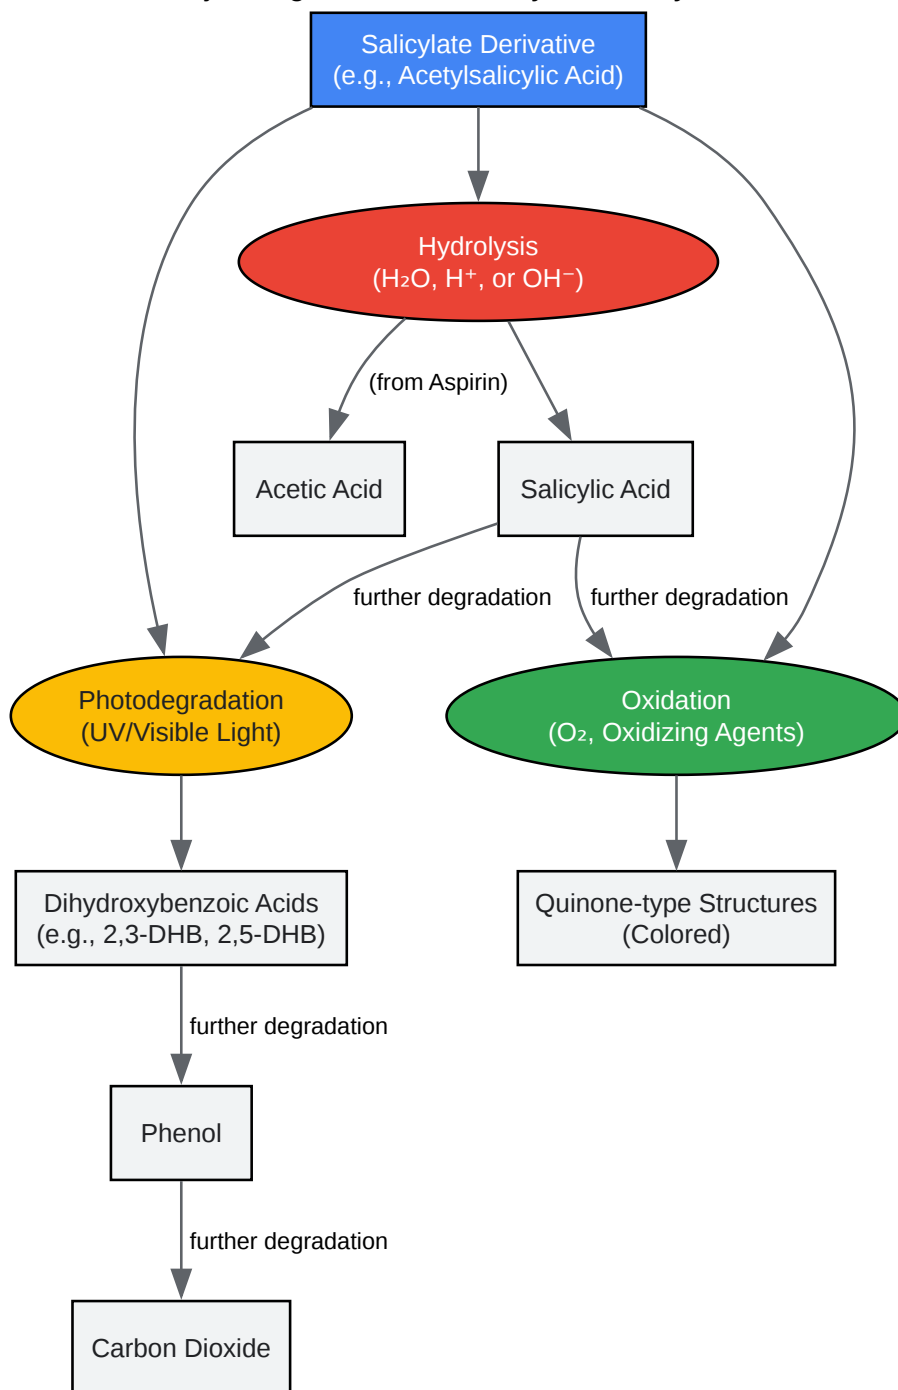 Salicylate Derivative
(e.g., Acetylsalicylic Acid)
Hydrolysis
(H₂O, H⁺, or OH⁻)
(from Aspirin)
Acetic Acid
Salicylic Acid
further degradation
further degradation
Photodegradation
(UV/Visible Light)
Oxidation
(O₂, Oxidizing Agents)
Dihydroxybenzoic Acids
(e.g., 2,3-DHB, 2,5-DHB)
Quinone-type Structures
(Colored)
further degradation
Phenol
further degradation
Carbon Dioxide